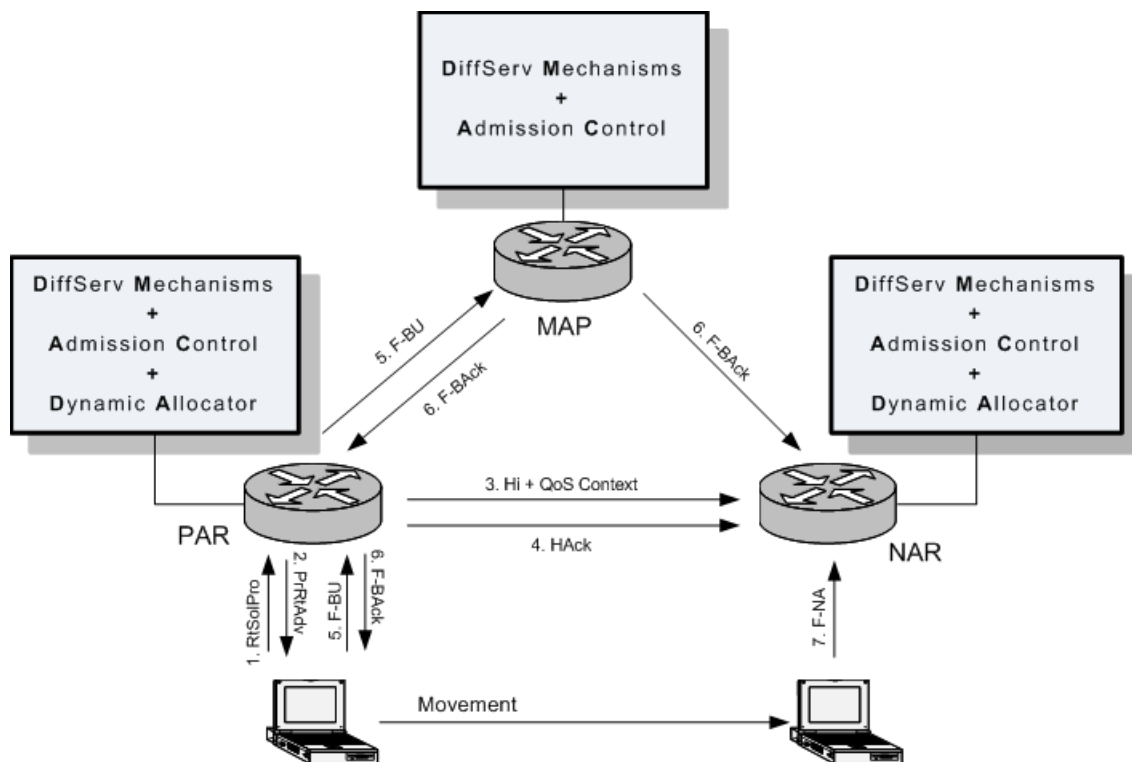 DiffServ Mechanisms
+
Admission Control
MAP
DiffServ Mechanisms
+
Admission Control
+
Dynamic Allocator
DiffServ Mechanisms
+
Admission Control
+
Dynamic Allocator
5. F-BU
6. F-BAck
6. F-BAck
3. Hi + QoS Context
4. HAck
PAR
NAR
1. RtSolPro
2. PrRtAdv
5. F-BU
6. F-BAck
7. F-NA
Movement